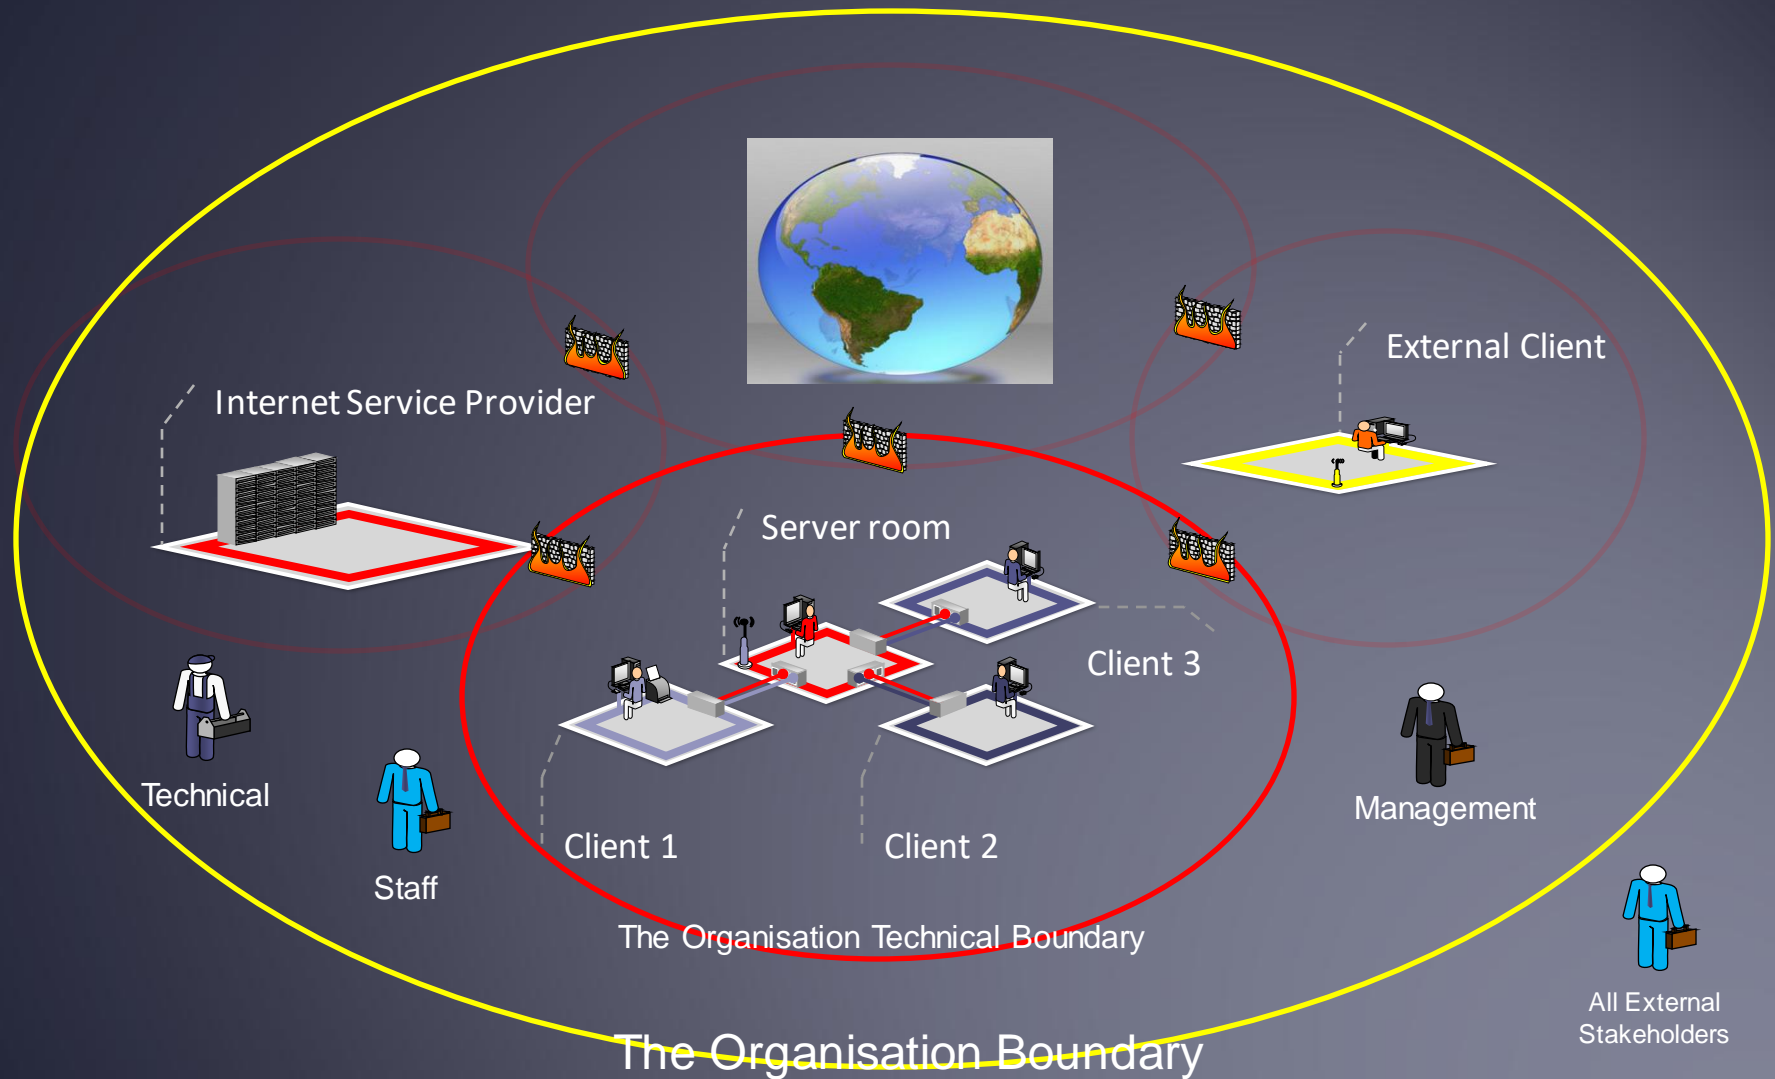 External Client
Internet Service Provider
Server room
Client 3
Technical
Management
Client 1
Client 2
Staff
The Organisation Technical Boundary
All External
Stakeholders
The Organisation Boundary